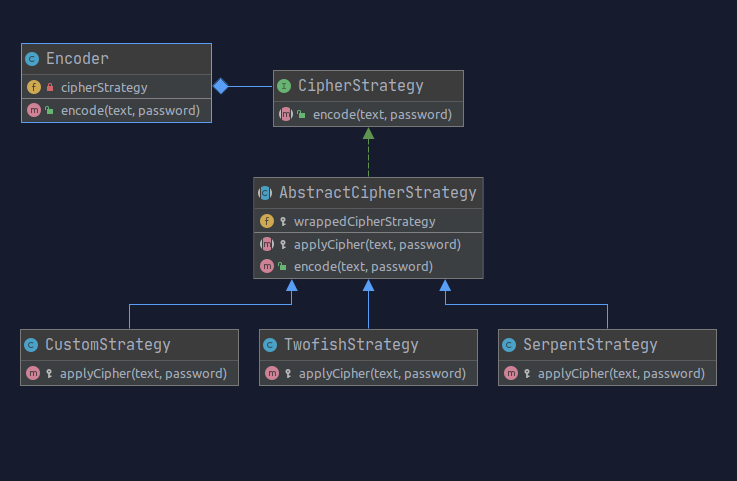 Encoder
cipherStrategy
encode(text, password)
CipherStrategy
encode(text, password)
AbstractCipherStrategy
wrappedCipherStrategy
applyCipher(text, password)
encode(text, password)
CustomStrategy
applyCipher(text, password)
TwofishStrategy
applyCipher(text, password)
SerpentStrategy
applyCipher(text, password)